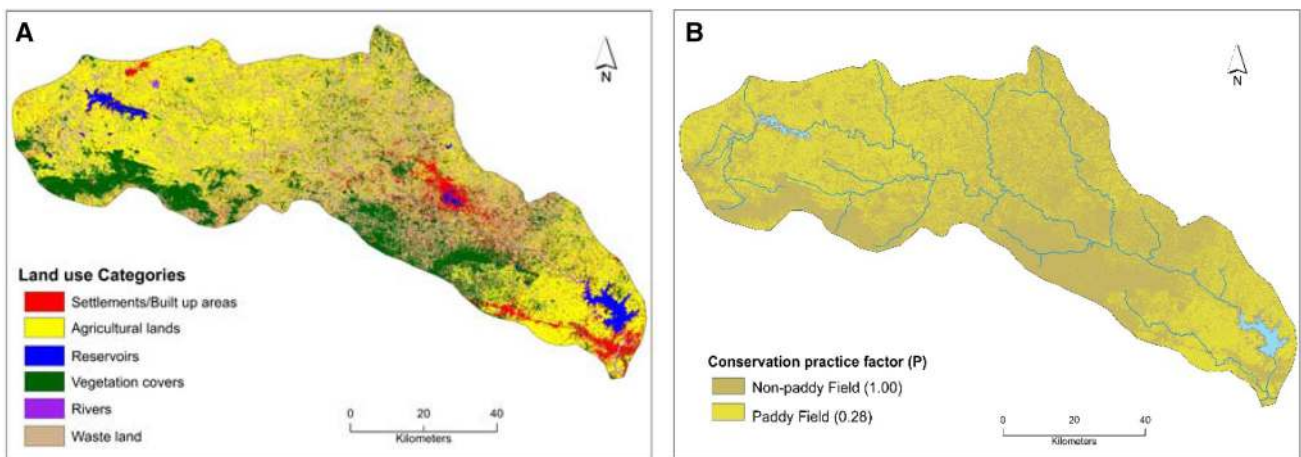 A
N
Land use Categories
Settlements/Built up areas
Agricultural lands
Reservoirs
Vegetation covers
Rivers
Waste land
0 20 40
Kilometers
B
N
Conservation practice factor (P)
Non-paddy Field (1.00)
Paddy Field (0.28)
0 20 40
Kilometers